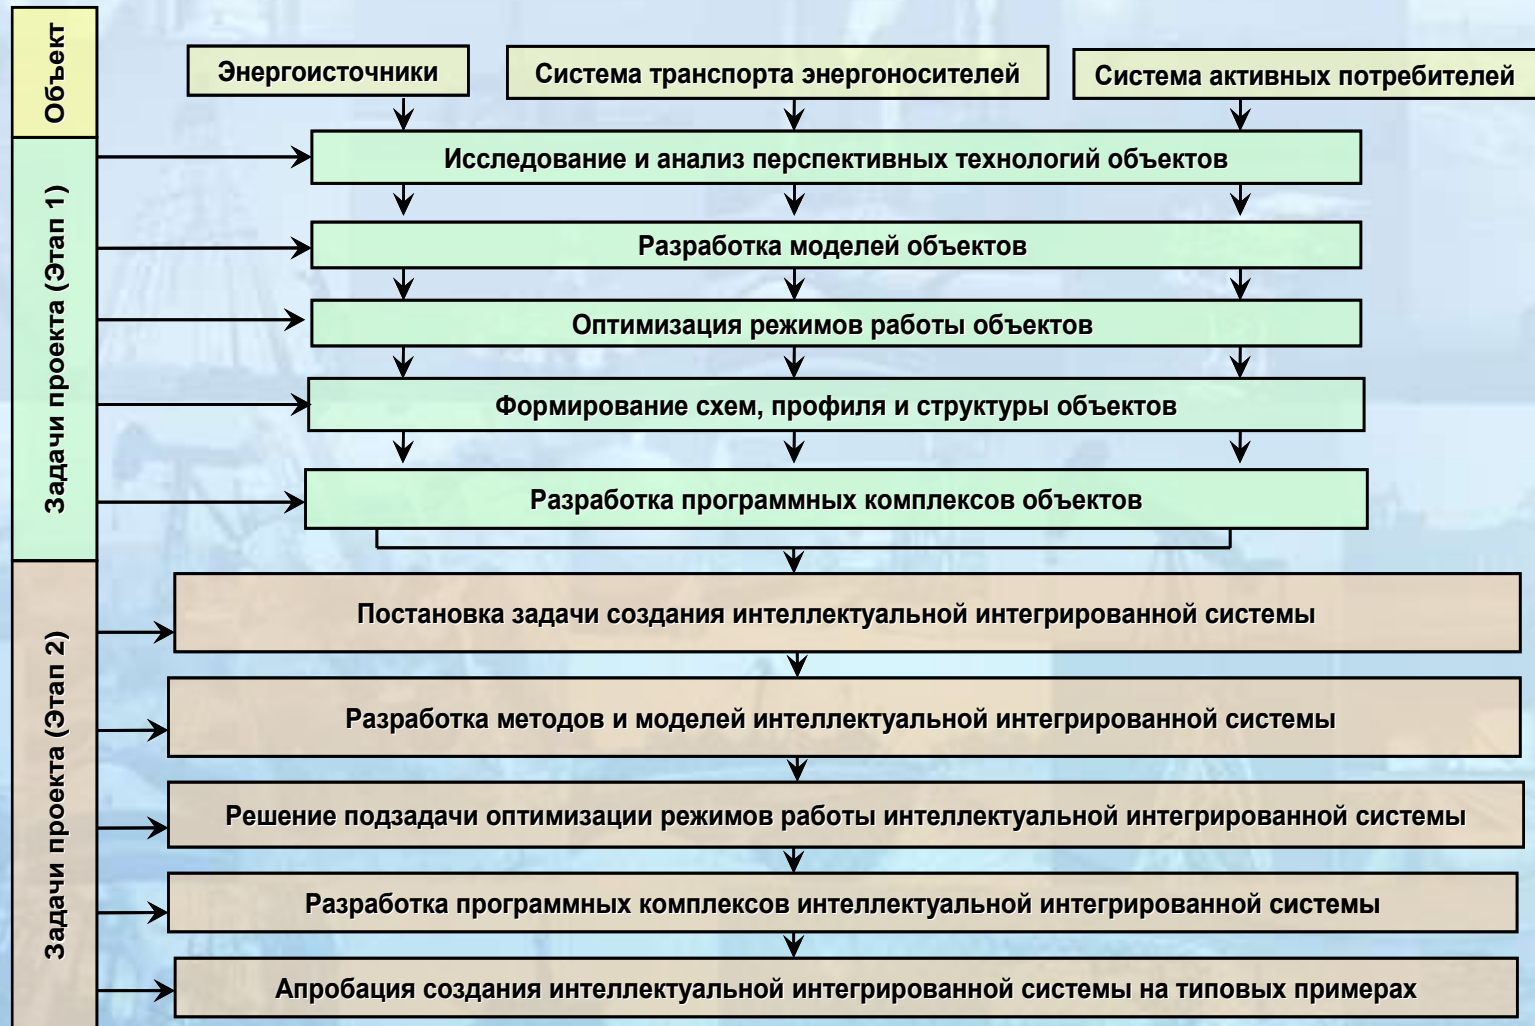 Объект
Энергоисточники
Система транспорта энергоносителей
Система активных потребителей
Задачи проекта (Этап 1)
Исследование и анализ перспективных технологий объектов
Разработка моделей объектов
Оптимизация режимов работы объектов
Формирование схем, профиля и структуры объектов
Разработка программных комплексов объектов
Задачи проекта (Этап 2)
Постановка задачи создания интеллектуальной интегрированной системы
Разработка методов и моделей интеллектуальной интегрированной системы
Решение подзадачи оптимизации режимов работы интеллектуальной интегрированной системы
Разработка программных комплексов интеллектуальной интегрированной системы
Апробация создания интеллектуальной интегрированной системы на типовых примерах